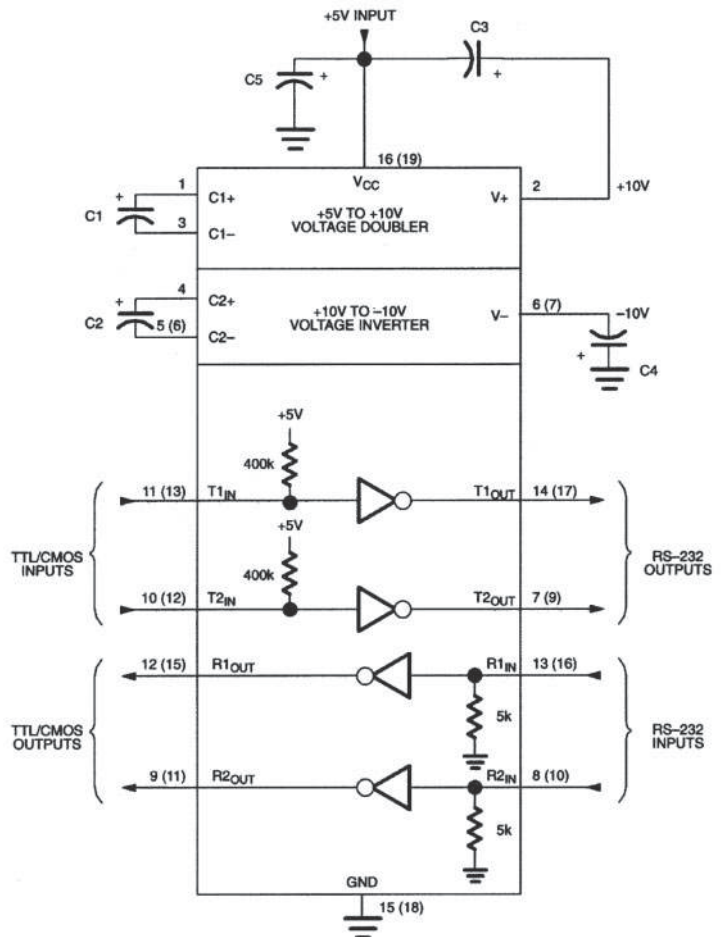 +5V INPUT
C3
C5
+
+
16 (19)
VCC
1
C1+
V+
2
+10V
+
C1
+5V TO +10V
VOLTAGE DOUBLER
3
C1–
4
C2+
+
C2
5 (6)
C2–
+10V TO –10V
VOLTAGE INVERTER
V–
6 (7)
–10V
+
C4
+5V
400k
11 (13)
T1IN
T1OUT
14 (17)
+5V
TTL/CMOS
INPUTS
400k
RS–232
OUTPUTS
10 (12)
T2IN
T2OUT
7 (9)
12 (15)
R1OUT
R1IN
13 (16)
5k
TTL/CMOS
OUTPUTS
RS–232
INPUTS
9 (11)
R2OUT
R2IN
8 (10)
5k
GND
15 (18)